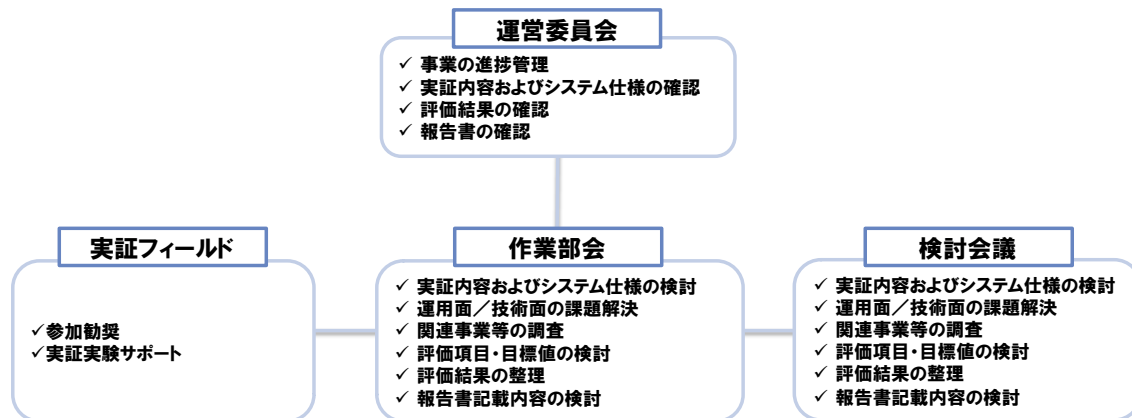 運営委員会
✓ 事業の進捗管理
✓ 実証内容およびシステム仕様の確認
✓ 評価結果の確認
✓ 報告書の確認
実証フィールド
✓参加勧奨
✓実証実験サポート
作業部会
✓ 実証内容およびシステム仕様の検討
✓ 運用面／技術面の課題解決
✓ 関連事業等の調査
✓ 評価項目・目標値の検討
✓ 評価結果の整理
✓ 報告書記載内容の検討
検討会議
✓ 実証内容およびシステム仕様の検討
✓ 運用面／技術面の課題解決
✓ 関連事業等の調査
✓ 評価項目・目標値の検討
✓ 評価結果の整理
✓ 報告書記載内容の検討